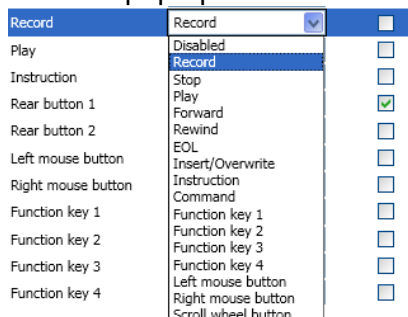 Record Record
Play
Instruction
Rear button 1
Rear button 2
Left mouse button
Right mouse button
Function key 1
Function key 2
Function key 3
Function key 4
Disabled
Record
Stop
Play
Forward
Rewind
EOL
Insert/Overwrite
Instruction
Command
Function key 1
Function key 2
Function key 3
Function key 4
Left mouse button
Right mouse button
Scroll wheel button